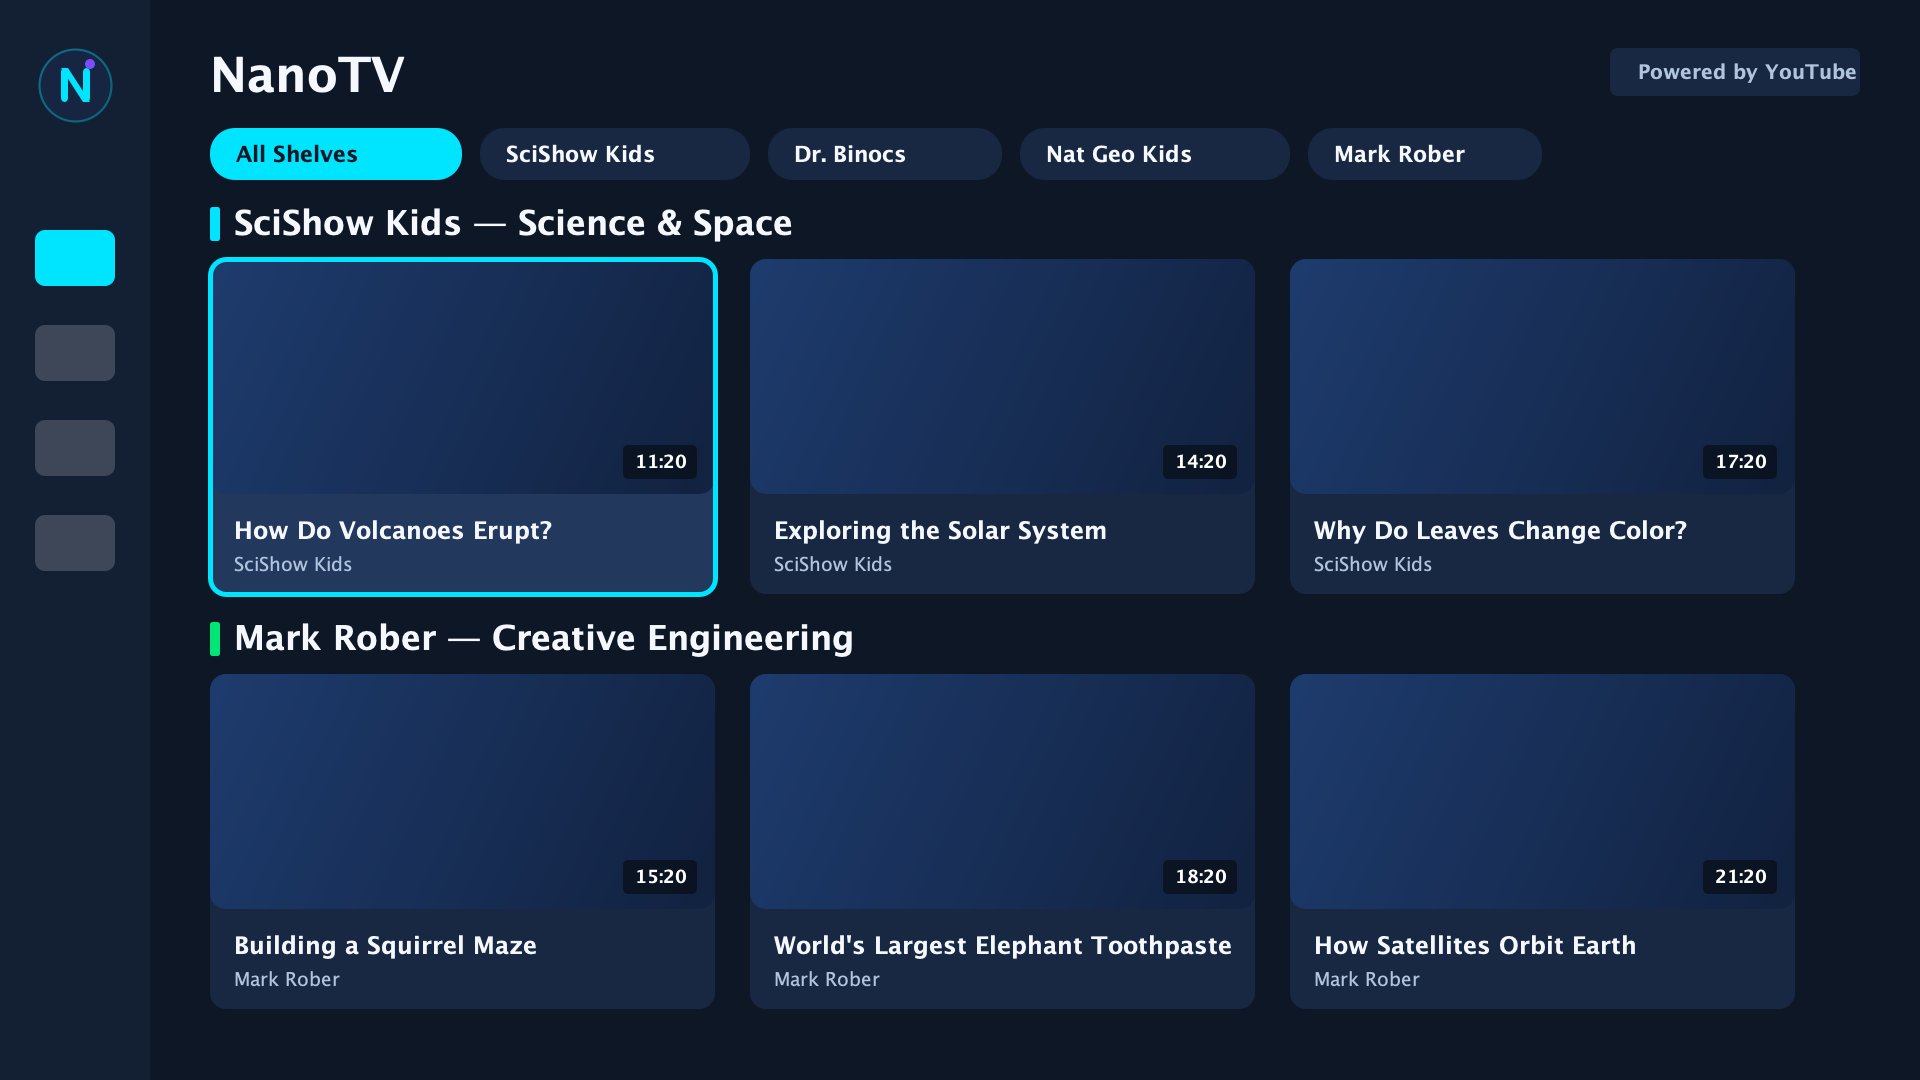 N
NanoTV
Powered by YouTube
All Shelves
SciShow Kids
Dr. Binocs
Nat Geo Kids
Mark Rober
SciShow Kids — Science & Space
11:20
14:20
17:20
How Do Volcanoes Erupt?
SciShow Kids
Exploring the Solar System
SciShow Kids
Why Do Leaves Change Color?
SciShow Kids
Mark Rober — Creative Engineering
15:20
18:20
21:20
Building a Squirrel Maze
Mark Rober
World's Largest Elephant Toothpaste
Mark Rober
How Satellites Orbit Earth
Mark Rober